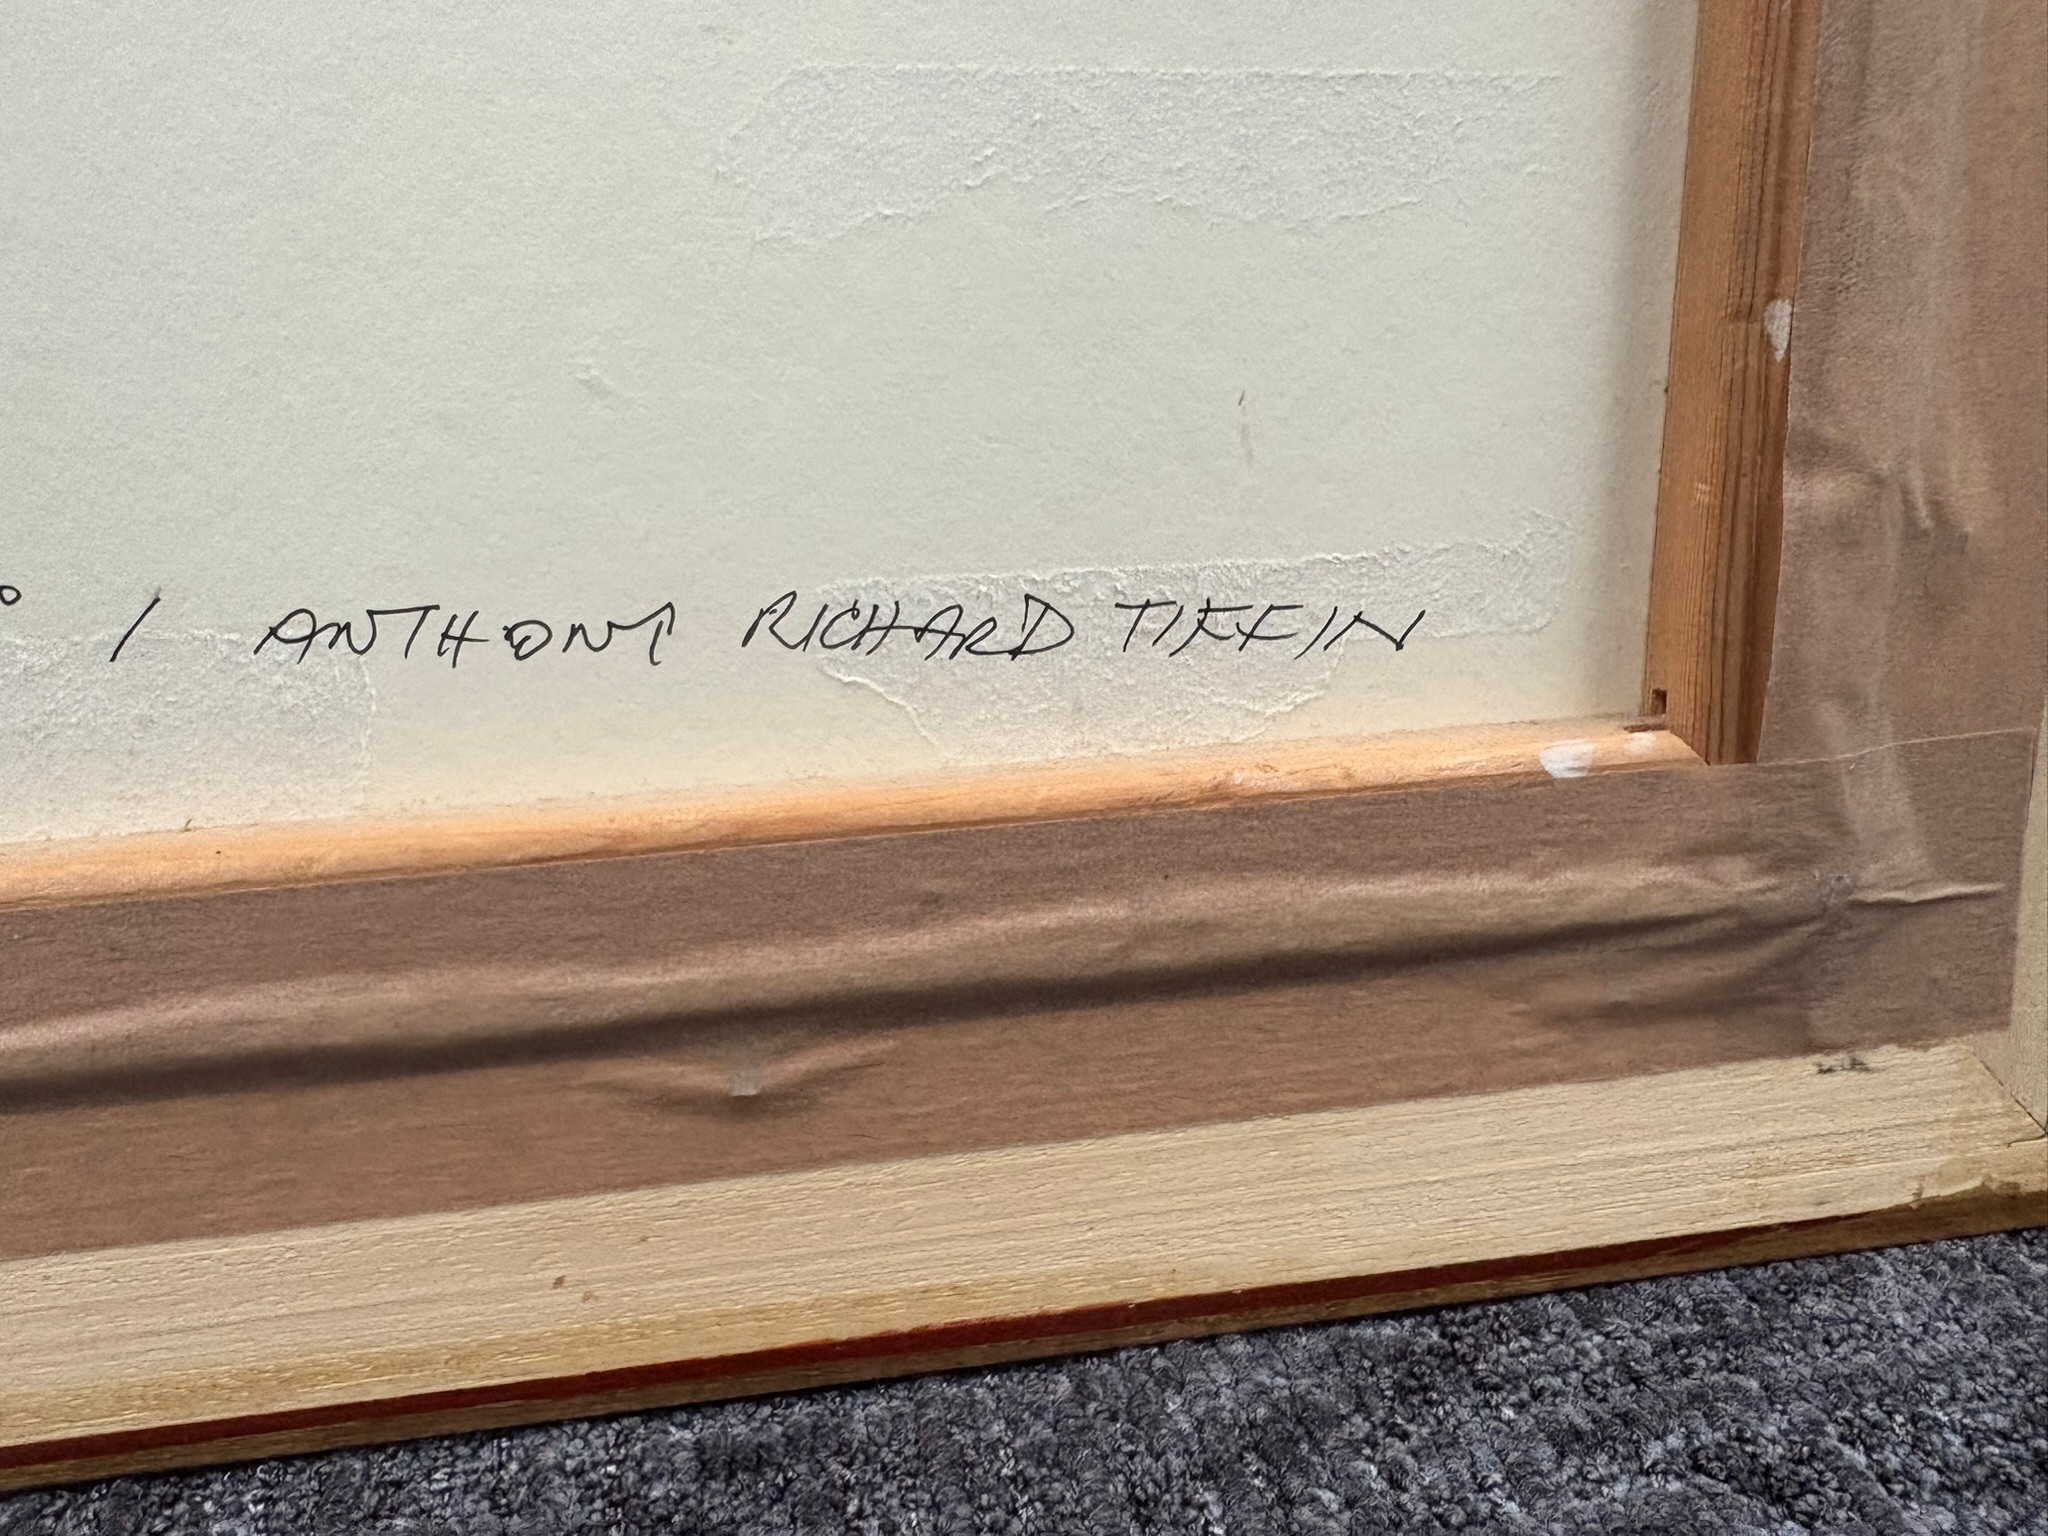 ° / ANTHONY RICHARD TIFFIN